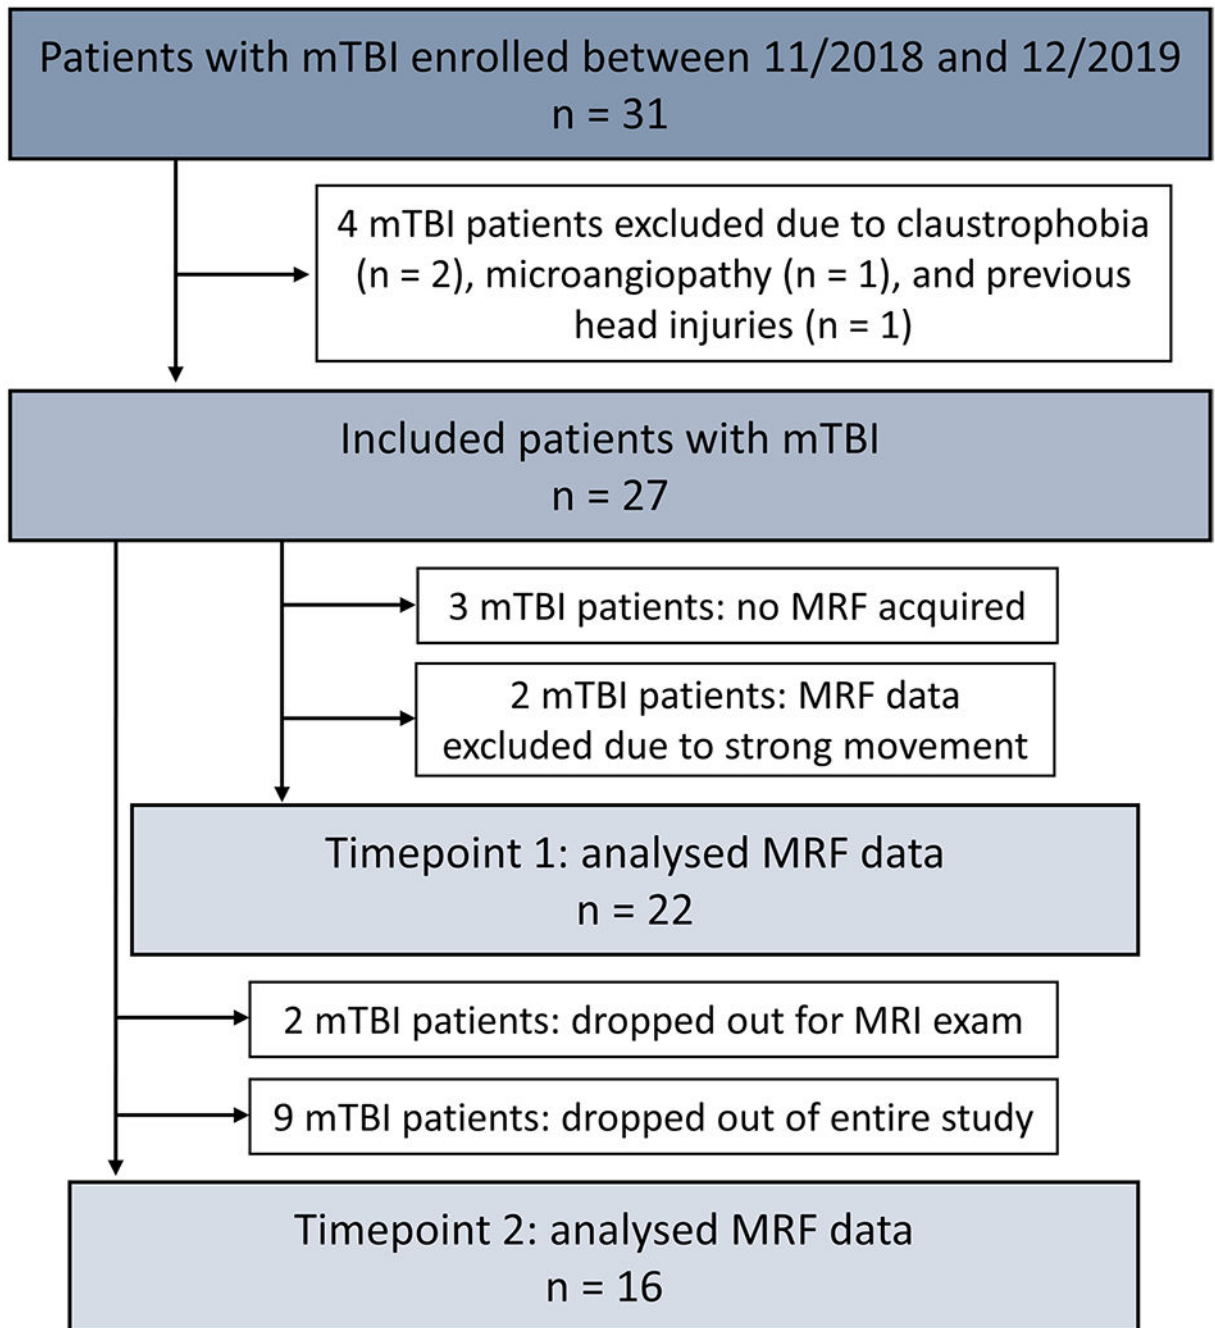 Patients with mTBI enrolled between 11/2018 and 12/2019
n = 31
4 mTBI patients excluded due to claustrophobia
(n = 2), microangiopathy (n = 1), and previous
head injuries (n = 1)
Included patients with mTBI
n = 27
3 mTBI patients: no MRF acquired
2 mTBI patients: MRF data
excluded due to strong movement
Timepoint 1: analysed MRF data
n = 22
2 mTBI patients: dropped out for MRI exam
9 mTBI patients: dropped out of entire study
Timepoint 2: analysed MRF data
n = 16